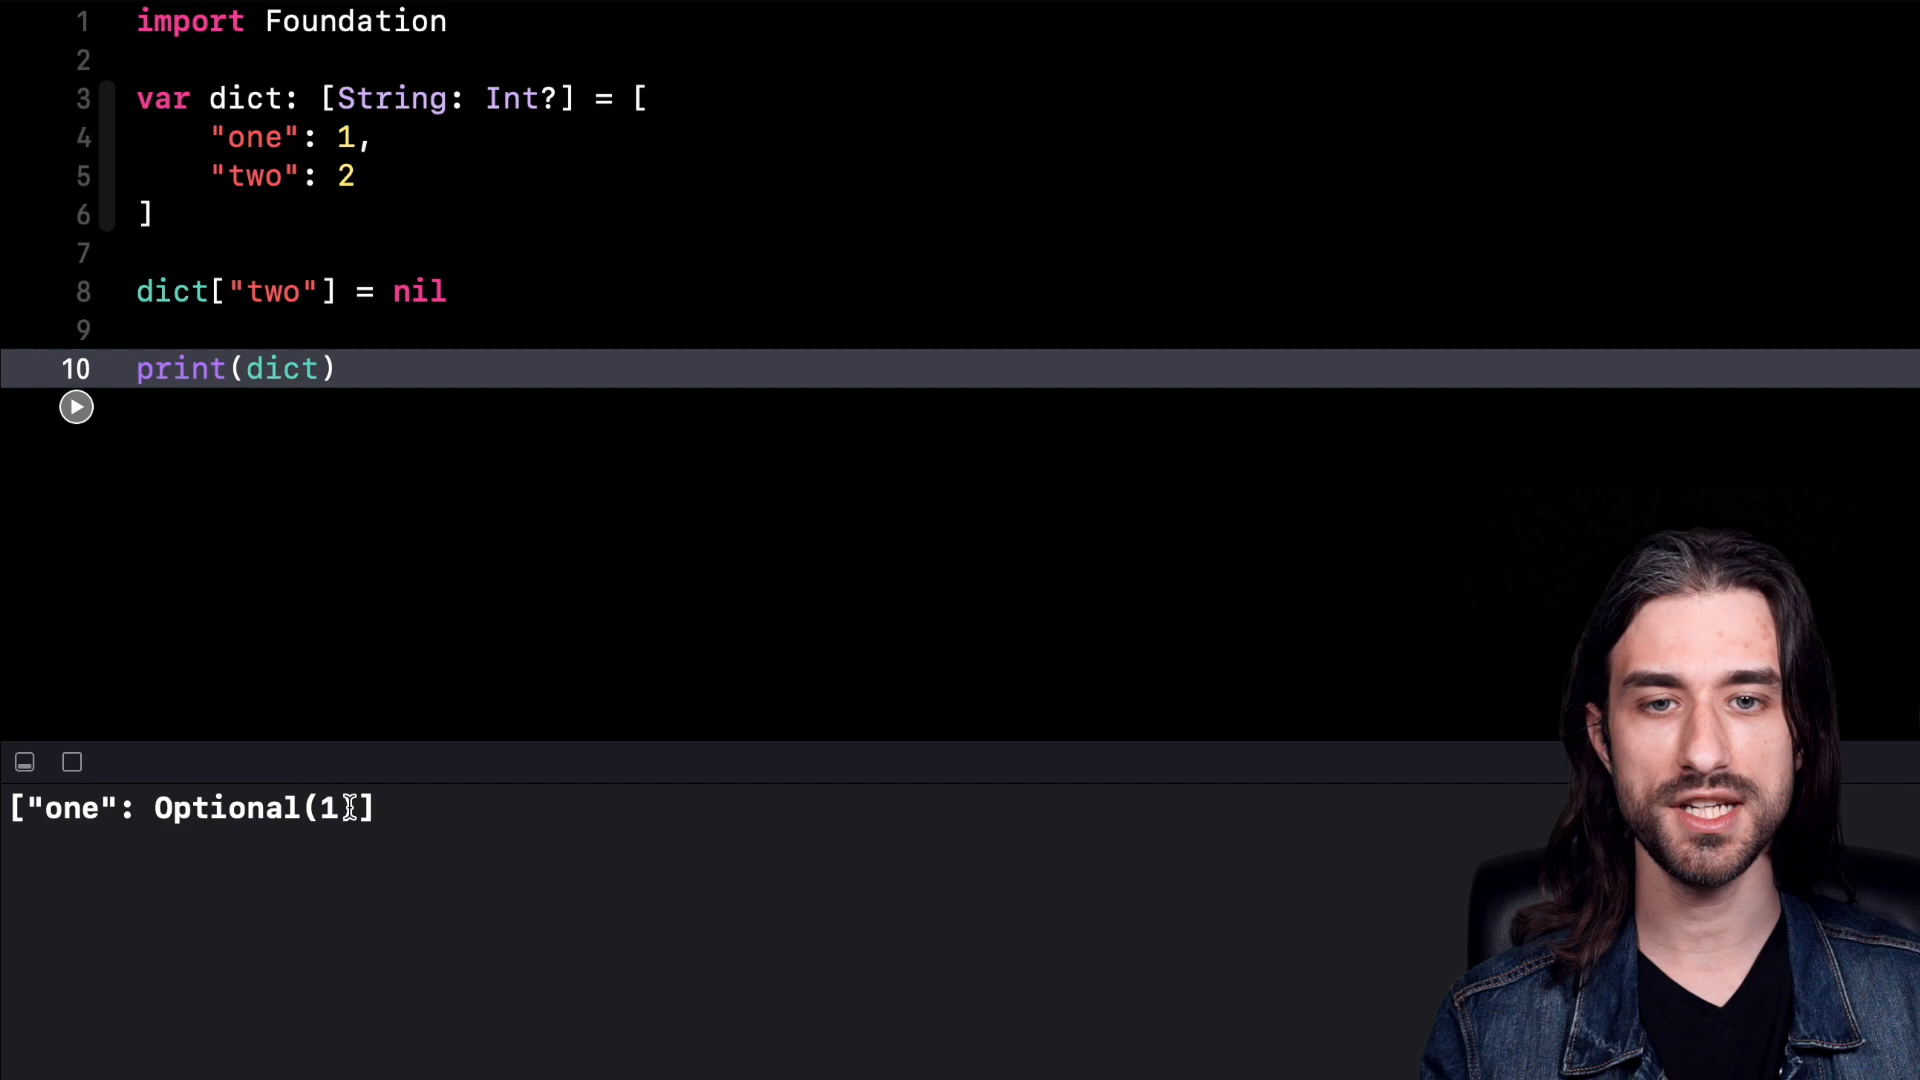 1 import Foundation
2
3 var dict: [String: Int?] = [
4 "one": 1,
5 "two": 2
6 ]
7
8 dict["two"] = nil
9
10 print(dict)
["one": Optional(1)]